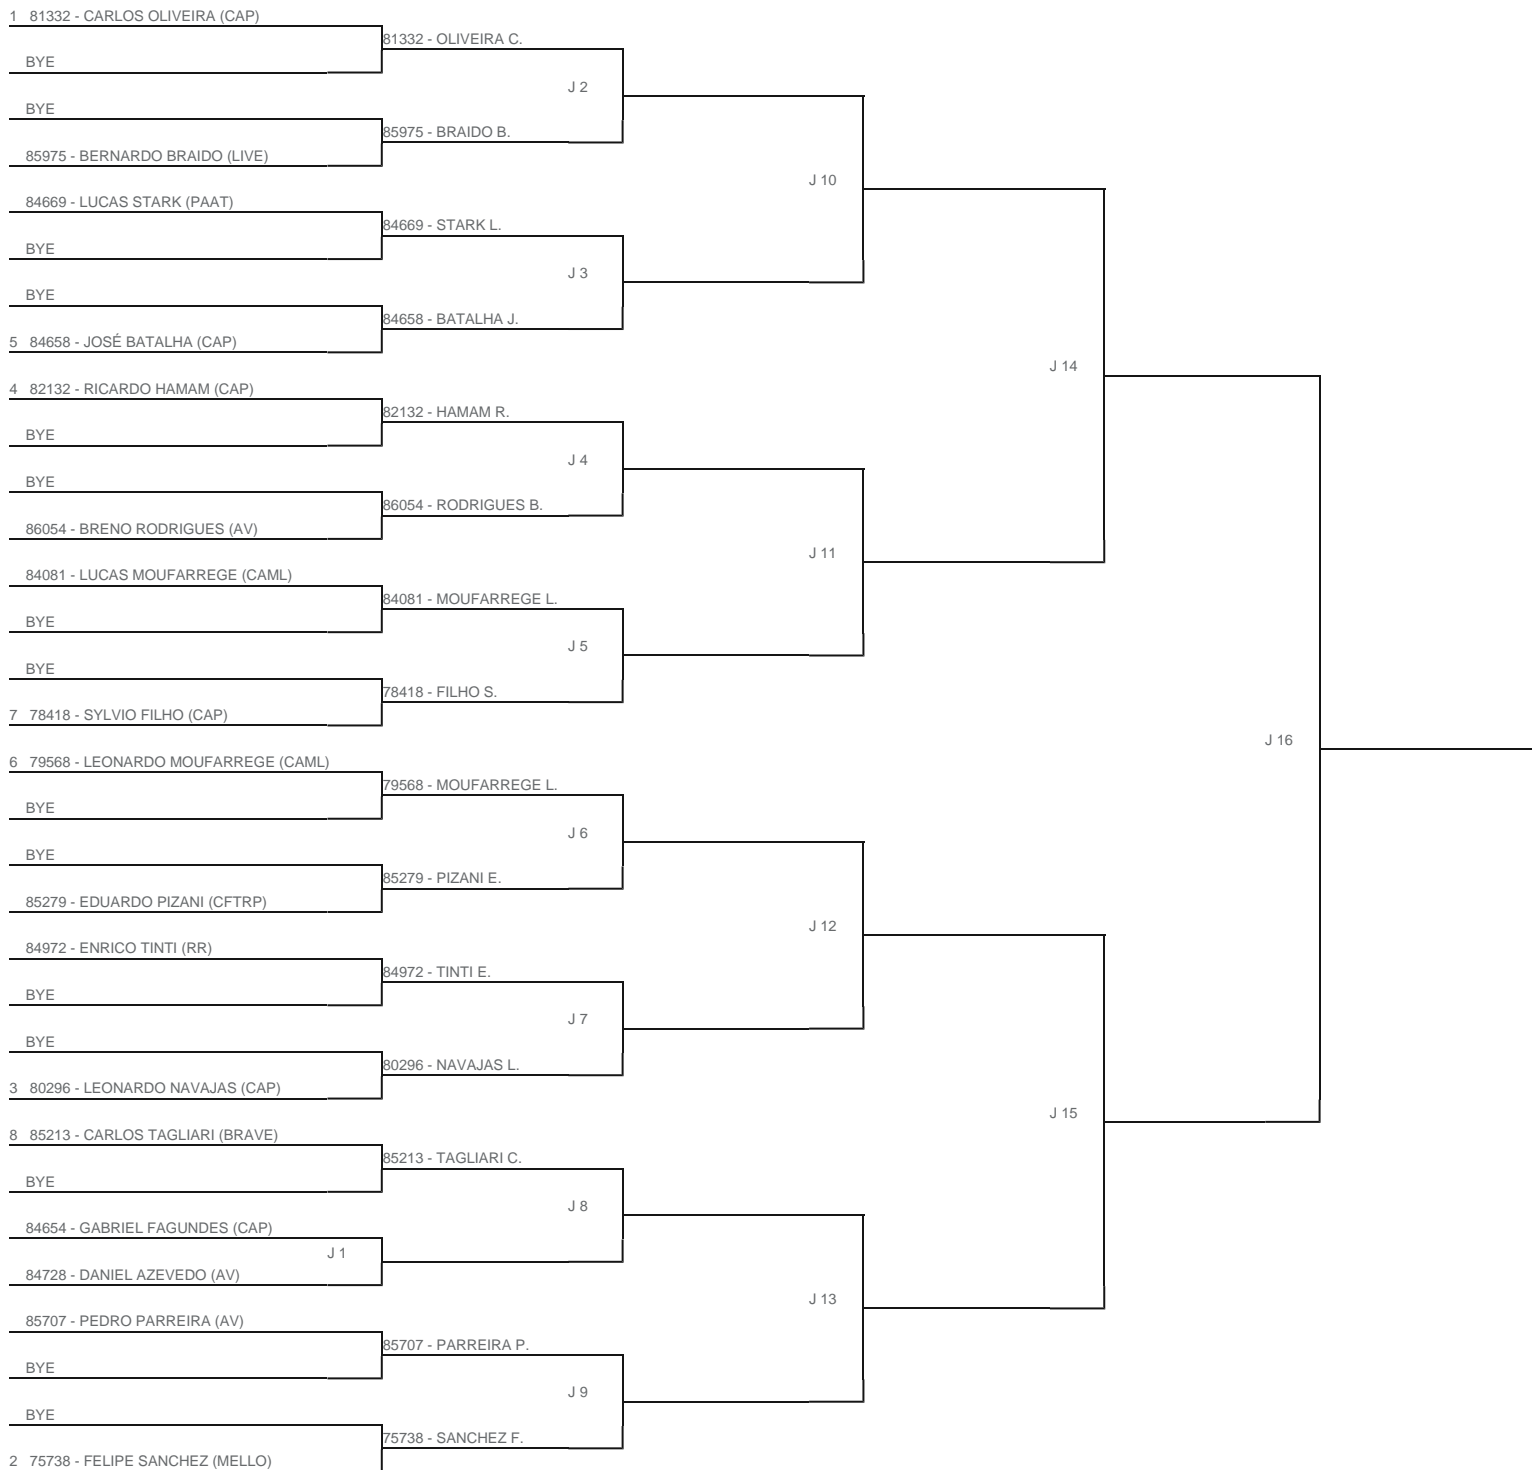 1 81332 - CARLOS OLIVEIRA (CAP)
81332 - OLIVEIRA C.
BYE
J 2
BYE
85975 - BRAIDO B.
85975 - BERNARDO BRAIDO (LIVE)
J 10
84669 - LUCAS STARK (PAAT)
84669 - STARK L.
BYE
J 3
BYE
84658 - BATALHA J.
5 84658 - JOSÉ BATALHA (CAP)
J 14
4 82132 - RICARDO HAMAM (CAP)
82132 - HAMAM R.
BYE
J 4
BYE
86054 - RODRIGUES B.
86054 - BRENO RODRIGUES (AV)
J 11
84081 - LUCAS MOUFARREGE (CAML)
84081 - MOUFARREGE L.
BYE
J 5
BYE
78418 - FILHO S.
7 78418 - SYLVIO FILHO (CAP)
J 16
6 79568 - LEONARDO MOUFARREGE (CAML)
79568 - MOUFARREGE L.
BYE
J 6
BYE
85279 - PIZANI E.
85279 - EDUARDO PIZANI (CFTRP)
J 12
84972 - ENRICO TINTI (RR)
84972 - TINTI E.
BYE
J 7
BYE
80296 - NAVAJAS L.
3 80296 - LEONARDO NAVAJAS (CAP)
J 15
8 85213 - CARLOS TAGLIARI (BRAVE)
85213 - TAGLIARI C.
BYE
J 8
84654 - GABRIEL FAGUNDES (CAP)
J 1
84728 - DANIEL AZEVEDO (AV)
J 13
85707 - PEDRO PARREIRA (AV)
85707 - PARREIRA P.
BYE
J 9
BYE
75738 - SANCHEZ F.
2 75738 - FELIPE SANCHEZ (MELLO)